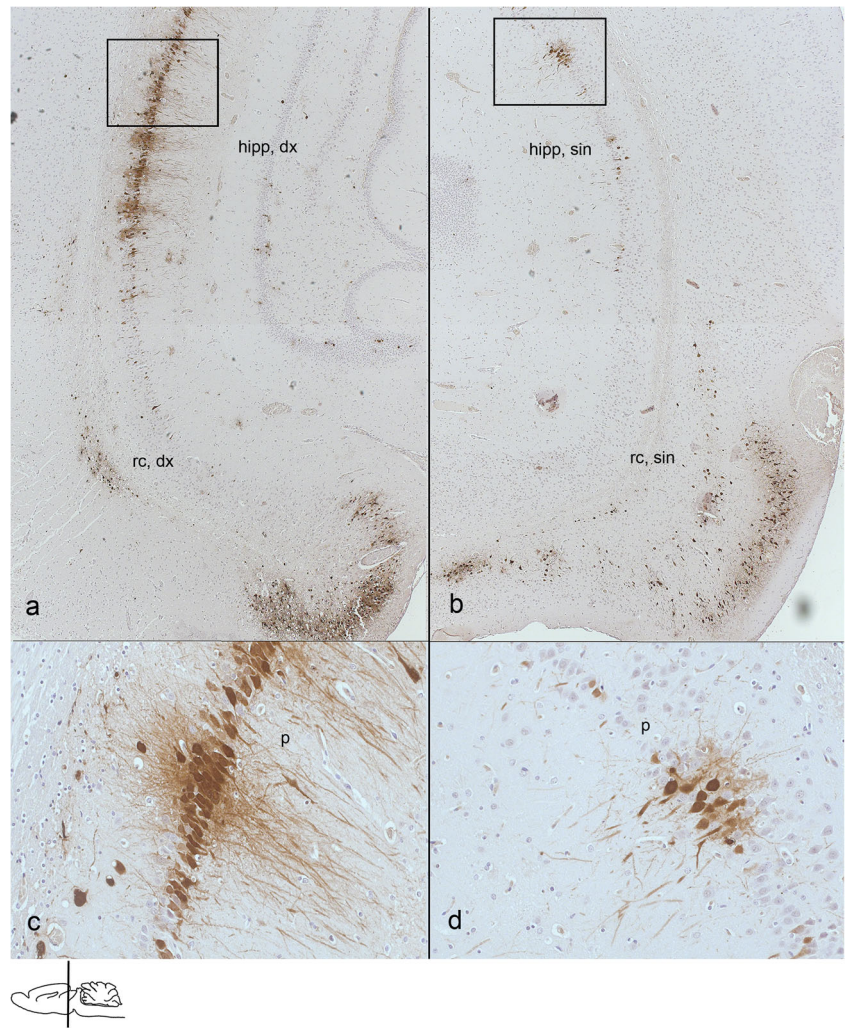 hipp, dx
hipp, sin
rc, dx
rc, sin
a
b
p
p
c
d